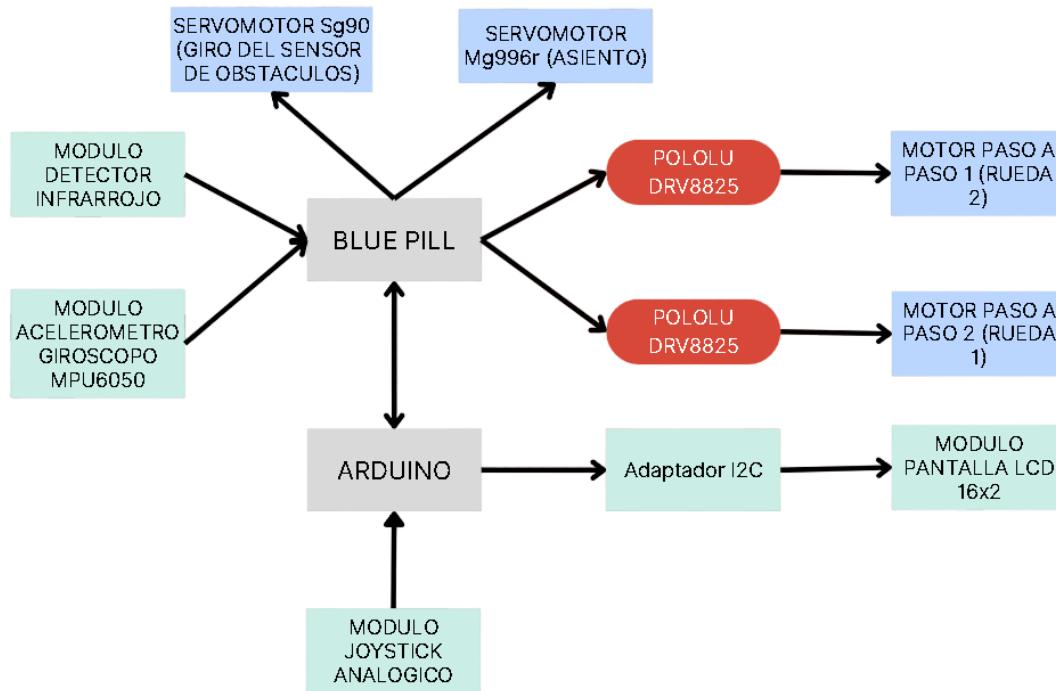 SERVOMOTOR Sg90
(GIRO DEL SENSOR
DE OBSTACULOS)
SERVOMOTOR
Mg996r (ASIENTO)
MODULO
DETECTOR
INFRARROJO
POLOLU
DRV8825
MOTOR PASO A
PASO 1 (RUEDA
2)
BLUE PILL
MODULO
ACELEROMETRO
GIROSCOPO
MPU6050
POLOLU
DRV8825
MOTOR PASO A
PASO 2 (RUEDA
1)
ARDUINO
Adaptador I2C
MODULO
PANTALLA LCD
16x2
MODULO
JOYSTICK
ANALOGICO